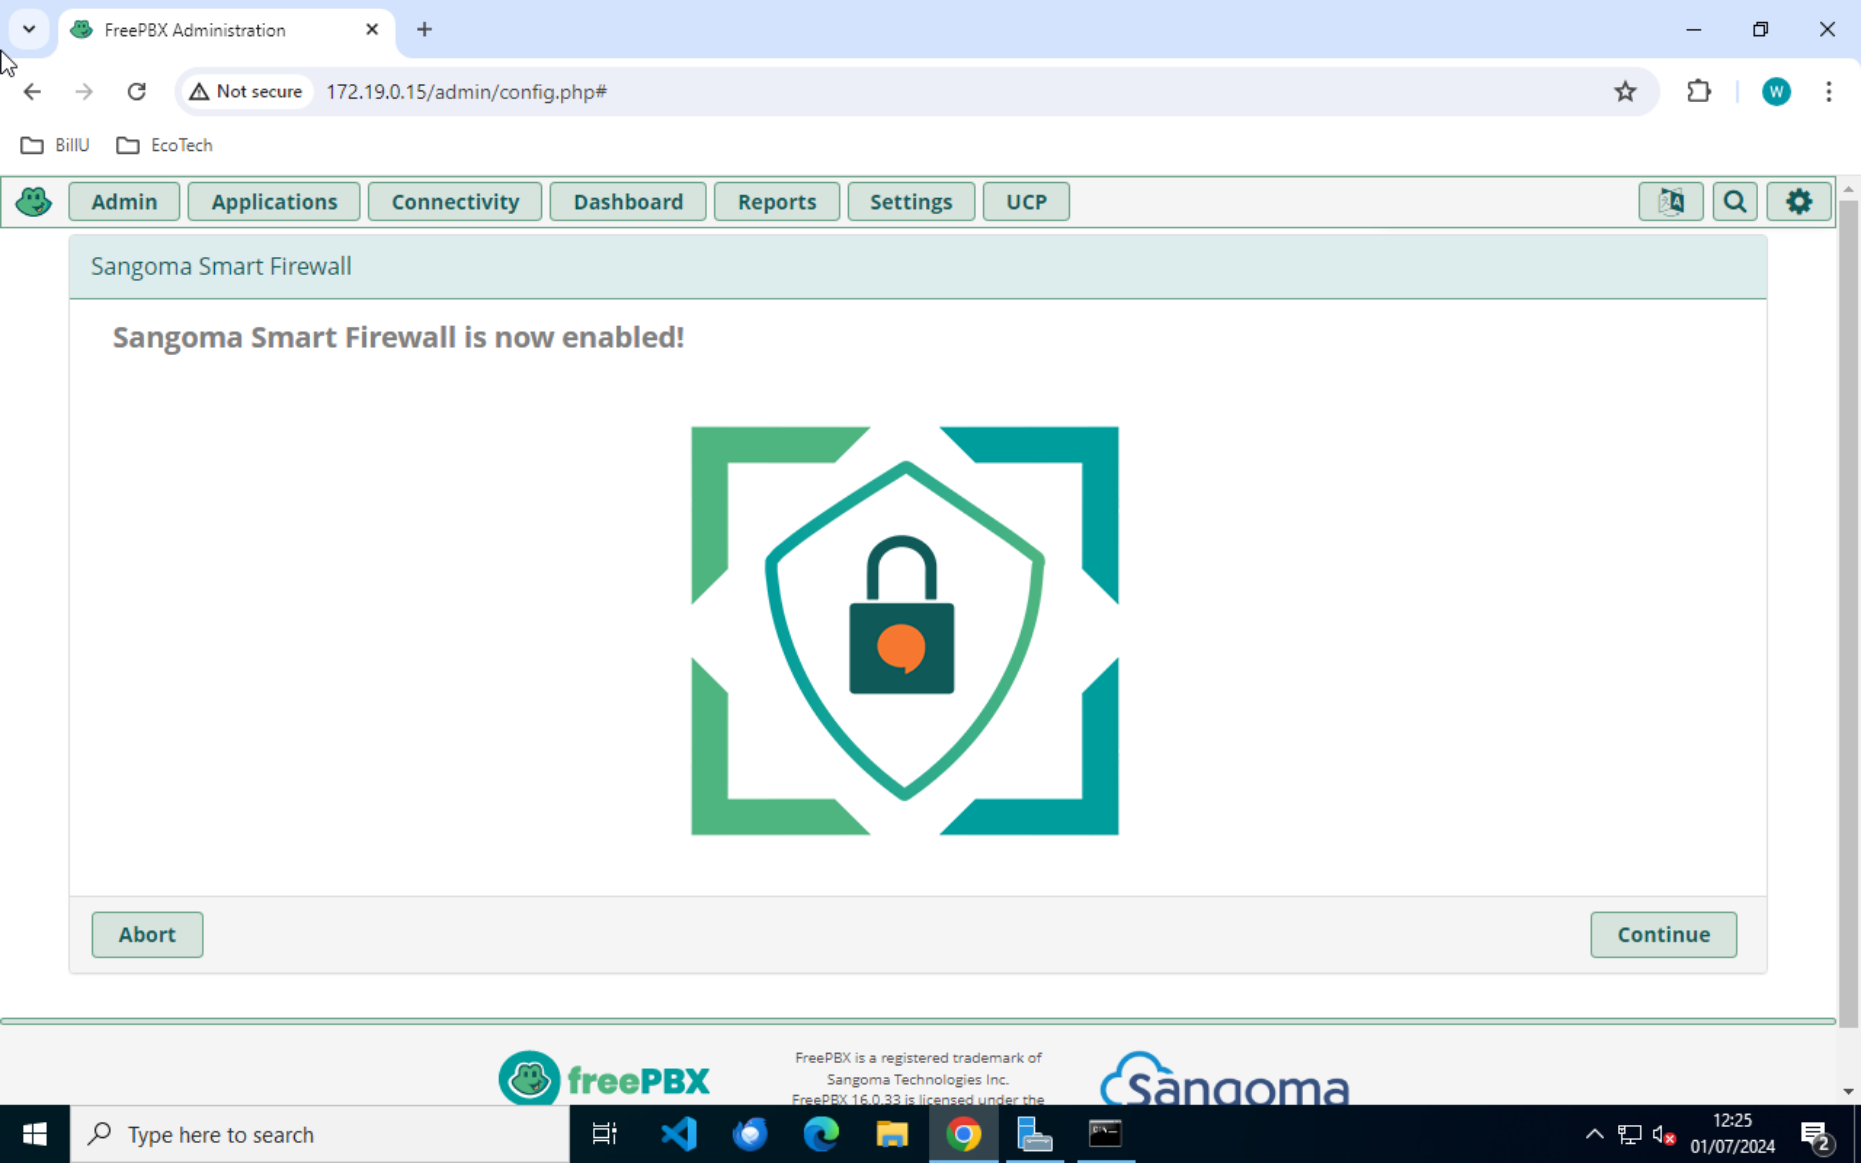 FreePBX Administration
Not secure
172.19.0.15/admin/config.php#
W
BillU
EcoTech
Admin
Applications
Connectivity
Dashboard
Reports
Settings
UCP
Sangoma Smart Firewall
Sangoma Smart Firewall is now enabled!
Abort
Continue
freePBX
FreePBX is a registered trademark of
Sangoma Technologies Inc.
FreePBX 16.0.33 is licensed under the
Sangoma
Type here to search
12:25
01/07/2024
2